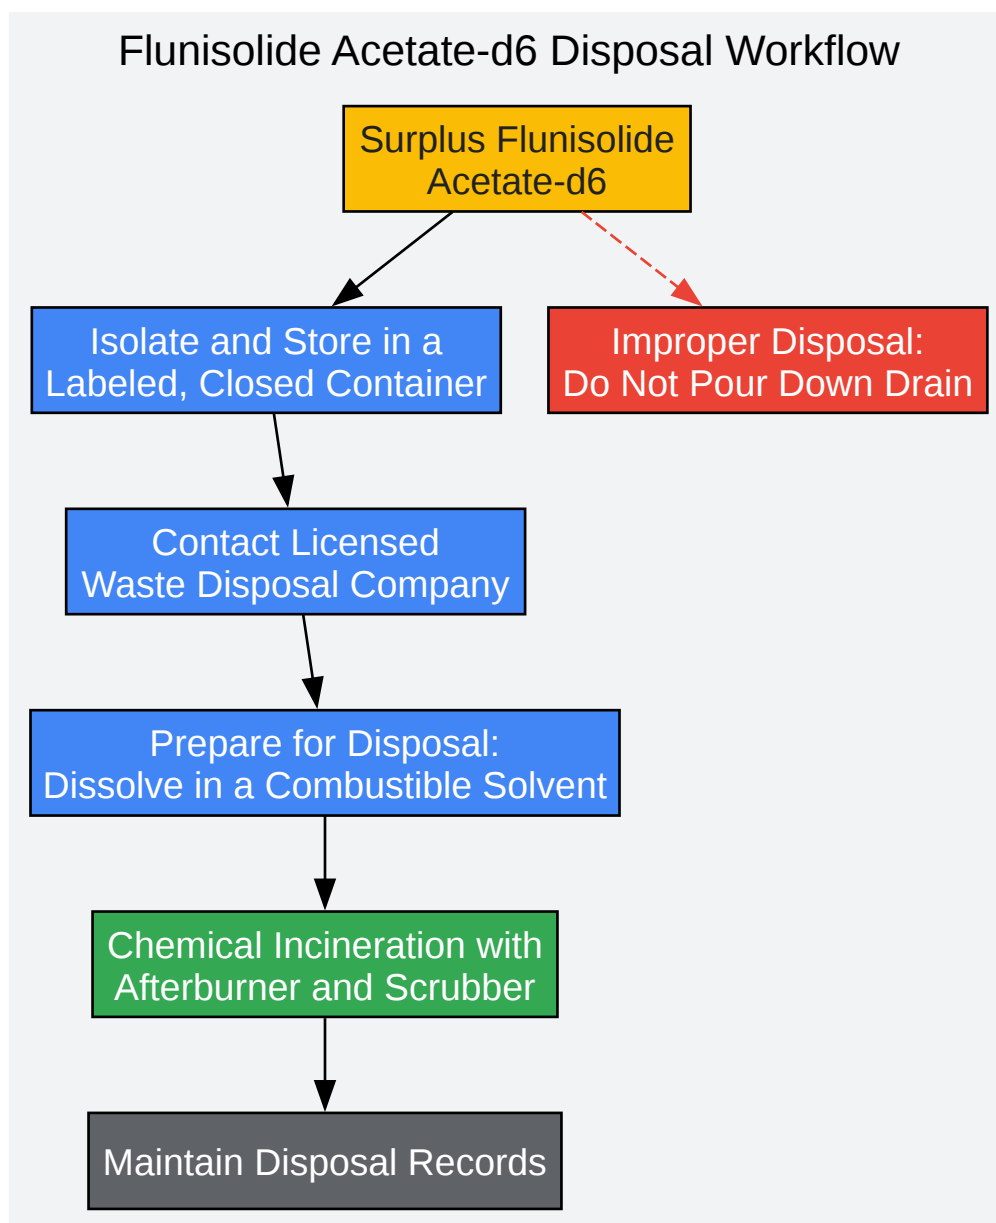 Flunisolide Acetate-d6 Disposal Workflow
Surplus Flunisolide
Acetate-d6
Isolate and Store in a
Labeled, Closed Container
Improper Disposal:
Do Not Pour Down Drain
Contact Licensed
Waste Disposal Company
Prepare for Disposal:
Dissolve in a Combustible Solvent
Chemical Incineration with
Afterburner and Scrubber
Maintain Disposal Records